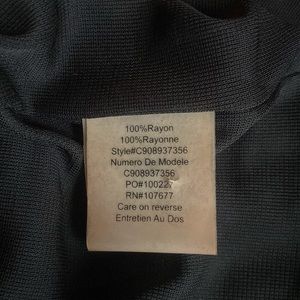 100%Rayon
100%Rayonne
Style#C908937356
Numero De Modele
C908937356
PO#100227
RN#107677
Care on reverse
Entretien Au Dos